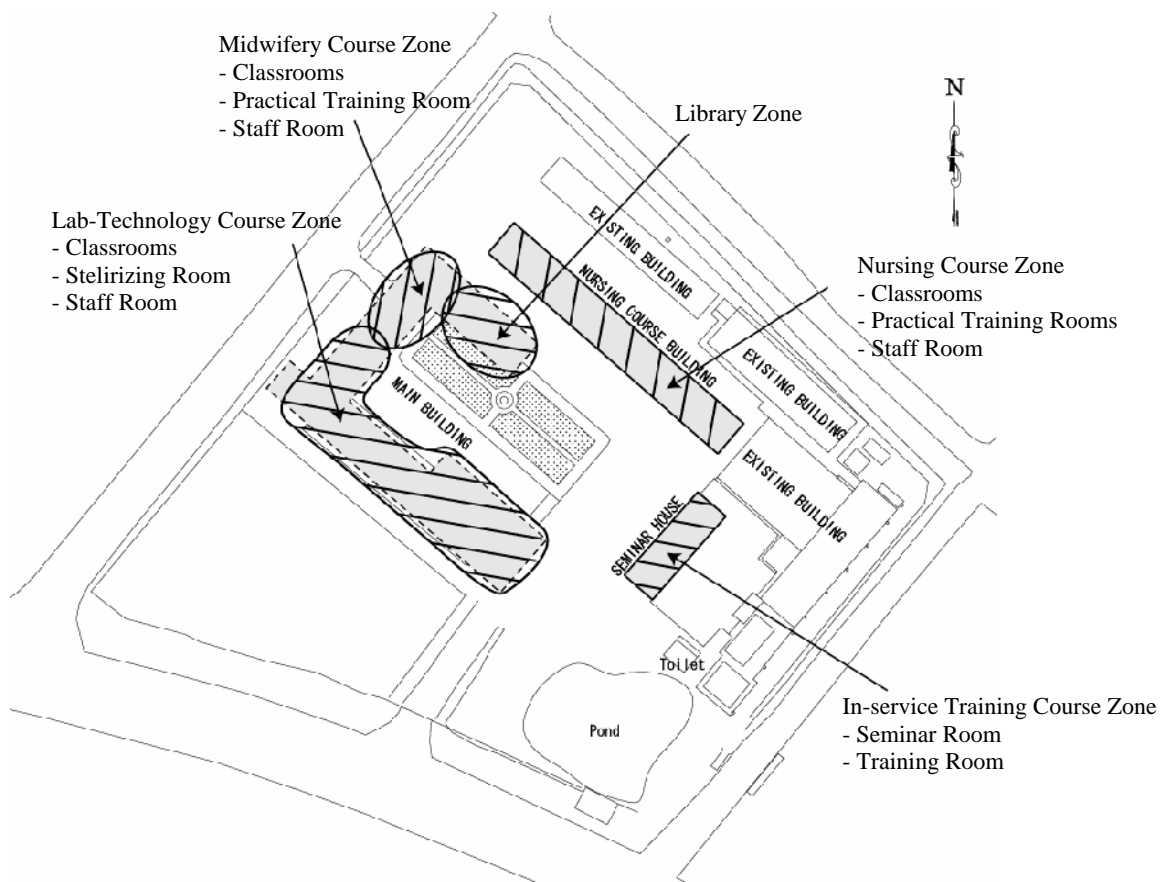 Midwifery Course Zone
- Classrooms
- Practical Training Room
- Staff Room
Library Zone
N
Lab-Technology Course Zone
- Classrooms
- Stelirizing Room
- Staff Room
EXISTING BUILDING
NURSING COURSE BUILDING
Nursing Course Zone
- Classrooms
- Practical Training Rooms
- Staff Room
EXISTING BUILDING
MAIN BUILDING
EXISTING BUILDING
SEMINAR HOUSE
Toilet
In-service Training Course Zone
- Seminar Room
- Training Room
Pond